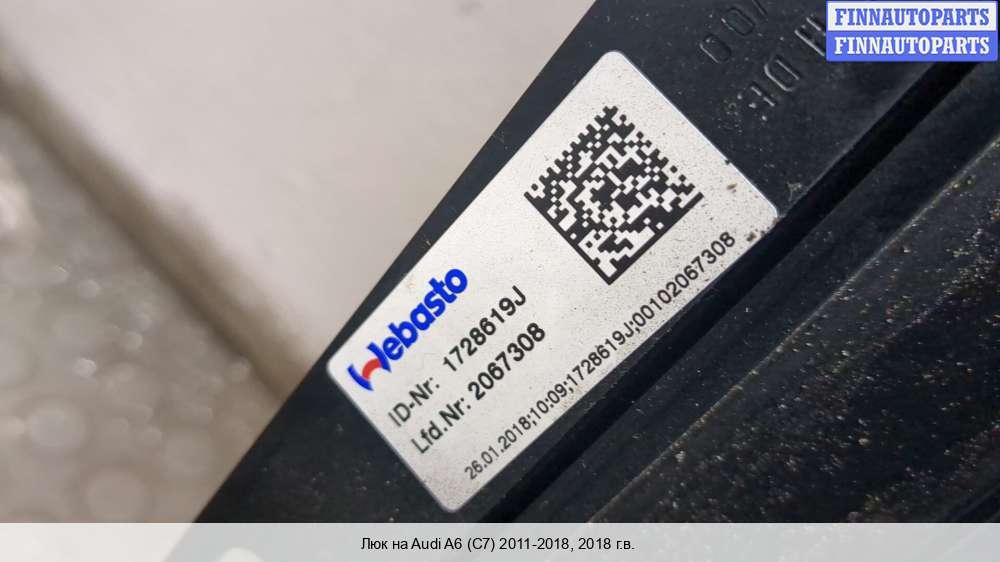 FINNAUTOPARTS
FINNAUTOPARTS
Webasto
ID-Nr: 1728619J
Lfd.Nr: 2067308
26.01.2018;10:09;1728619J;00102067308
Люк на Audi A6 (C7) 2011-2018, 2018 г.в.